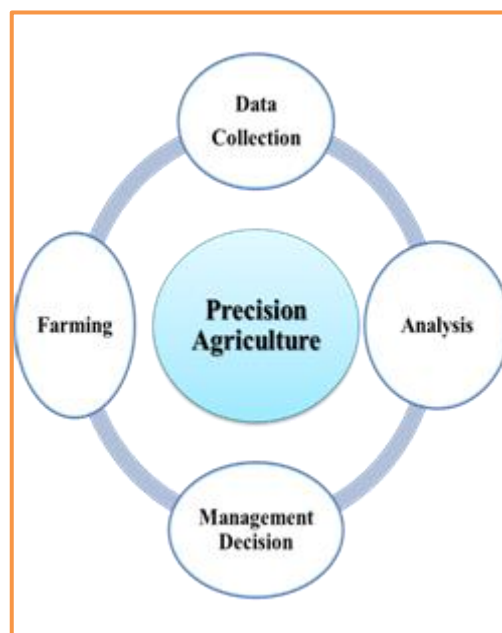 Data
Collection
Farming
Precision
Agriculture
Analysis
Management
Decision